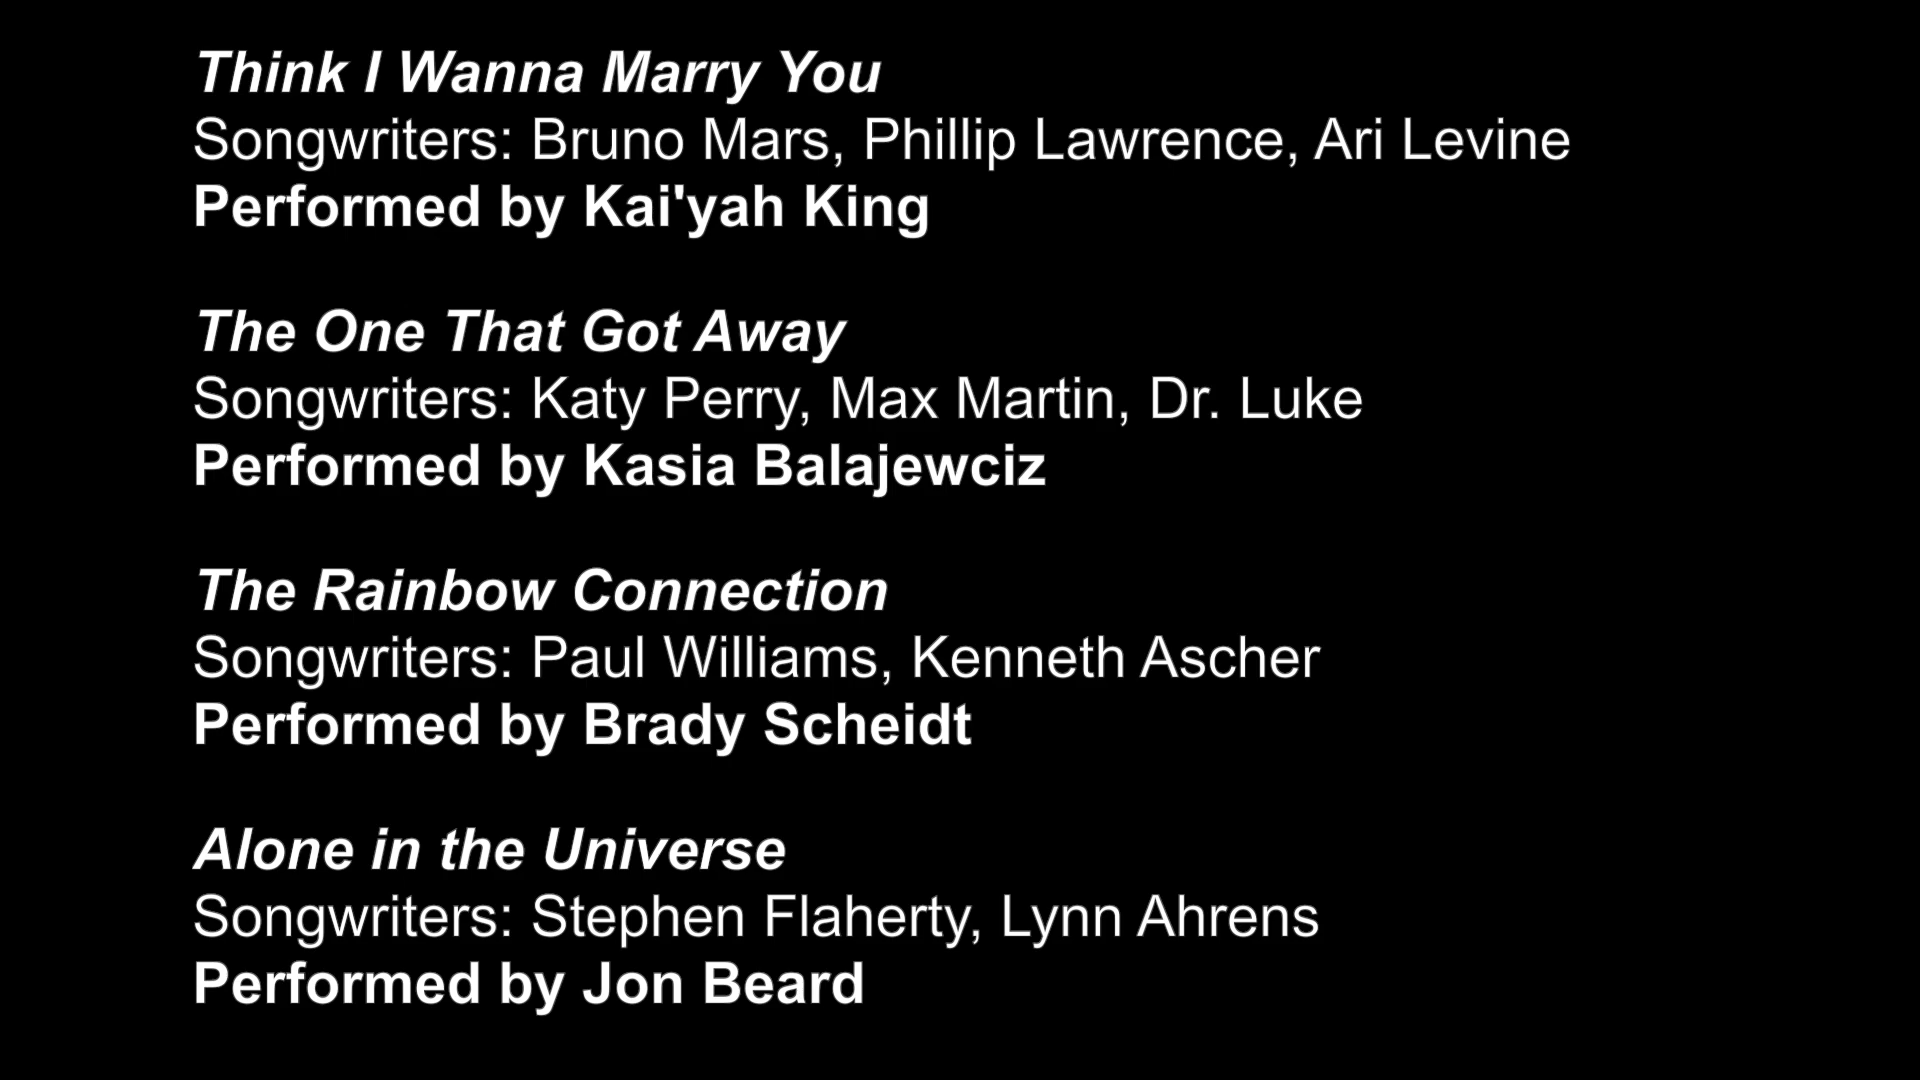 Think I Wanna Marry You
Songwriters: Bruno Mars, Phillip Lawrence, Ari Levine
Performed by Kai'yah King
The One That Got Away
Songwriters: Katy Perry, Max Martin, Dr. Luke
Performed by Kasia Balajewciz
The Rainbow Connection
Songwriters: Paul Williams, Kenneth Ascher
Performed by Brady Scheidt
Alone in the Universe
Songwriters: Stephen Flaherty, Lynn Ahrens
Performed by Jon Beard